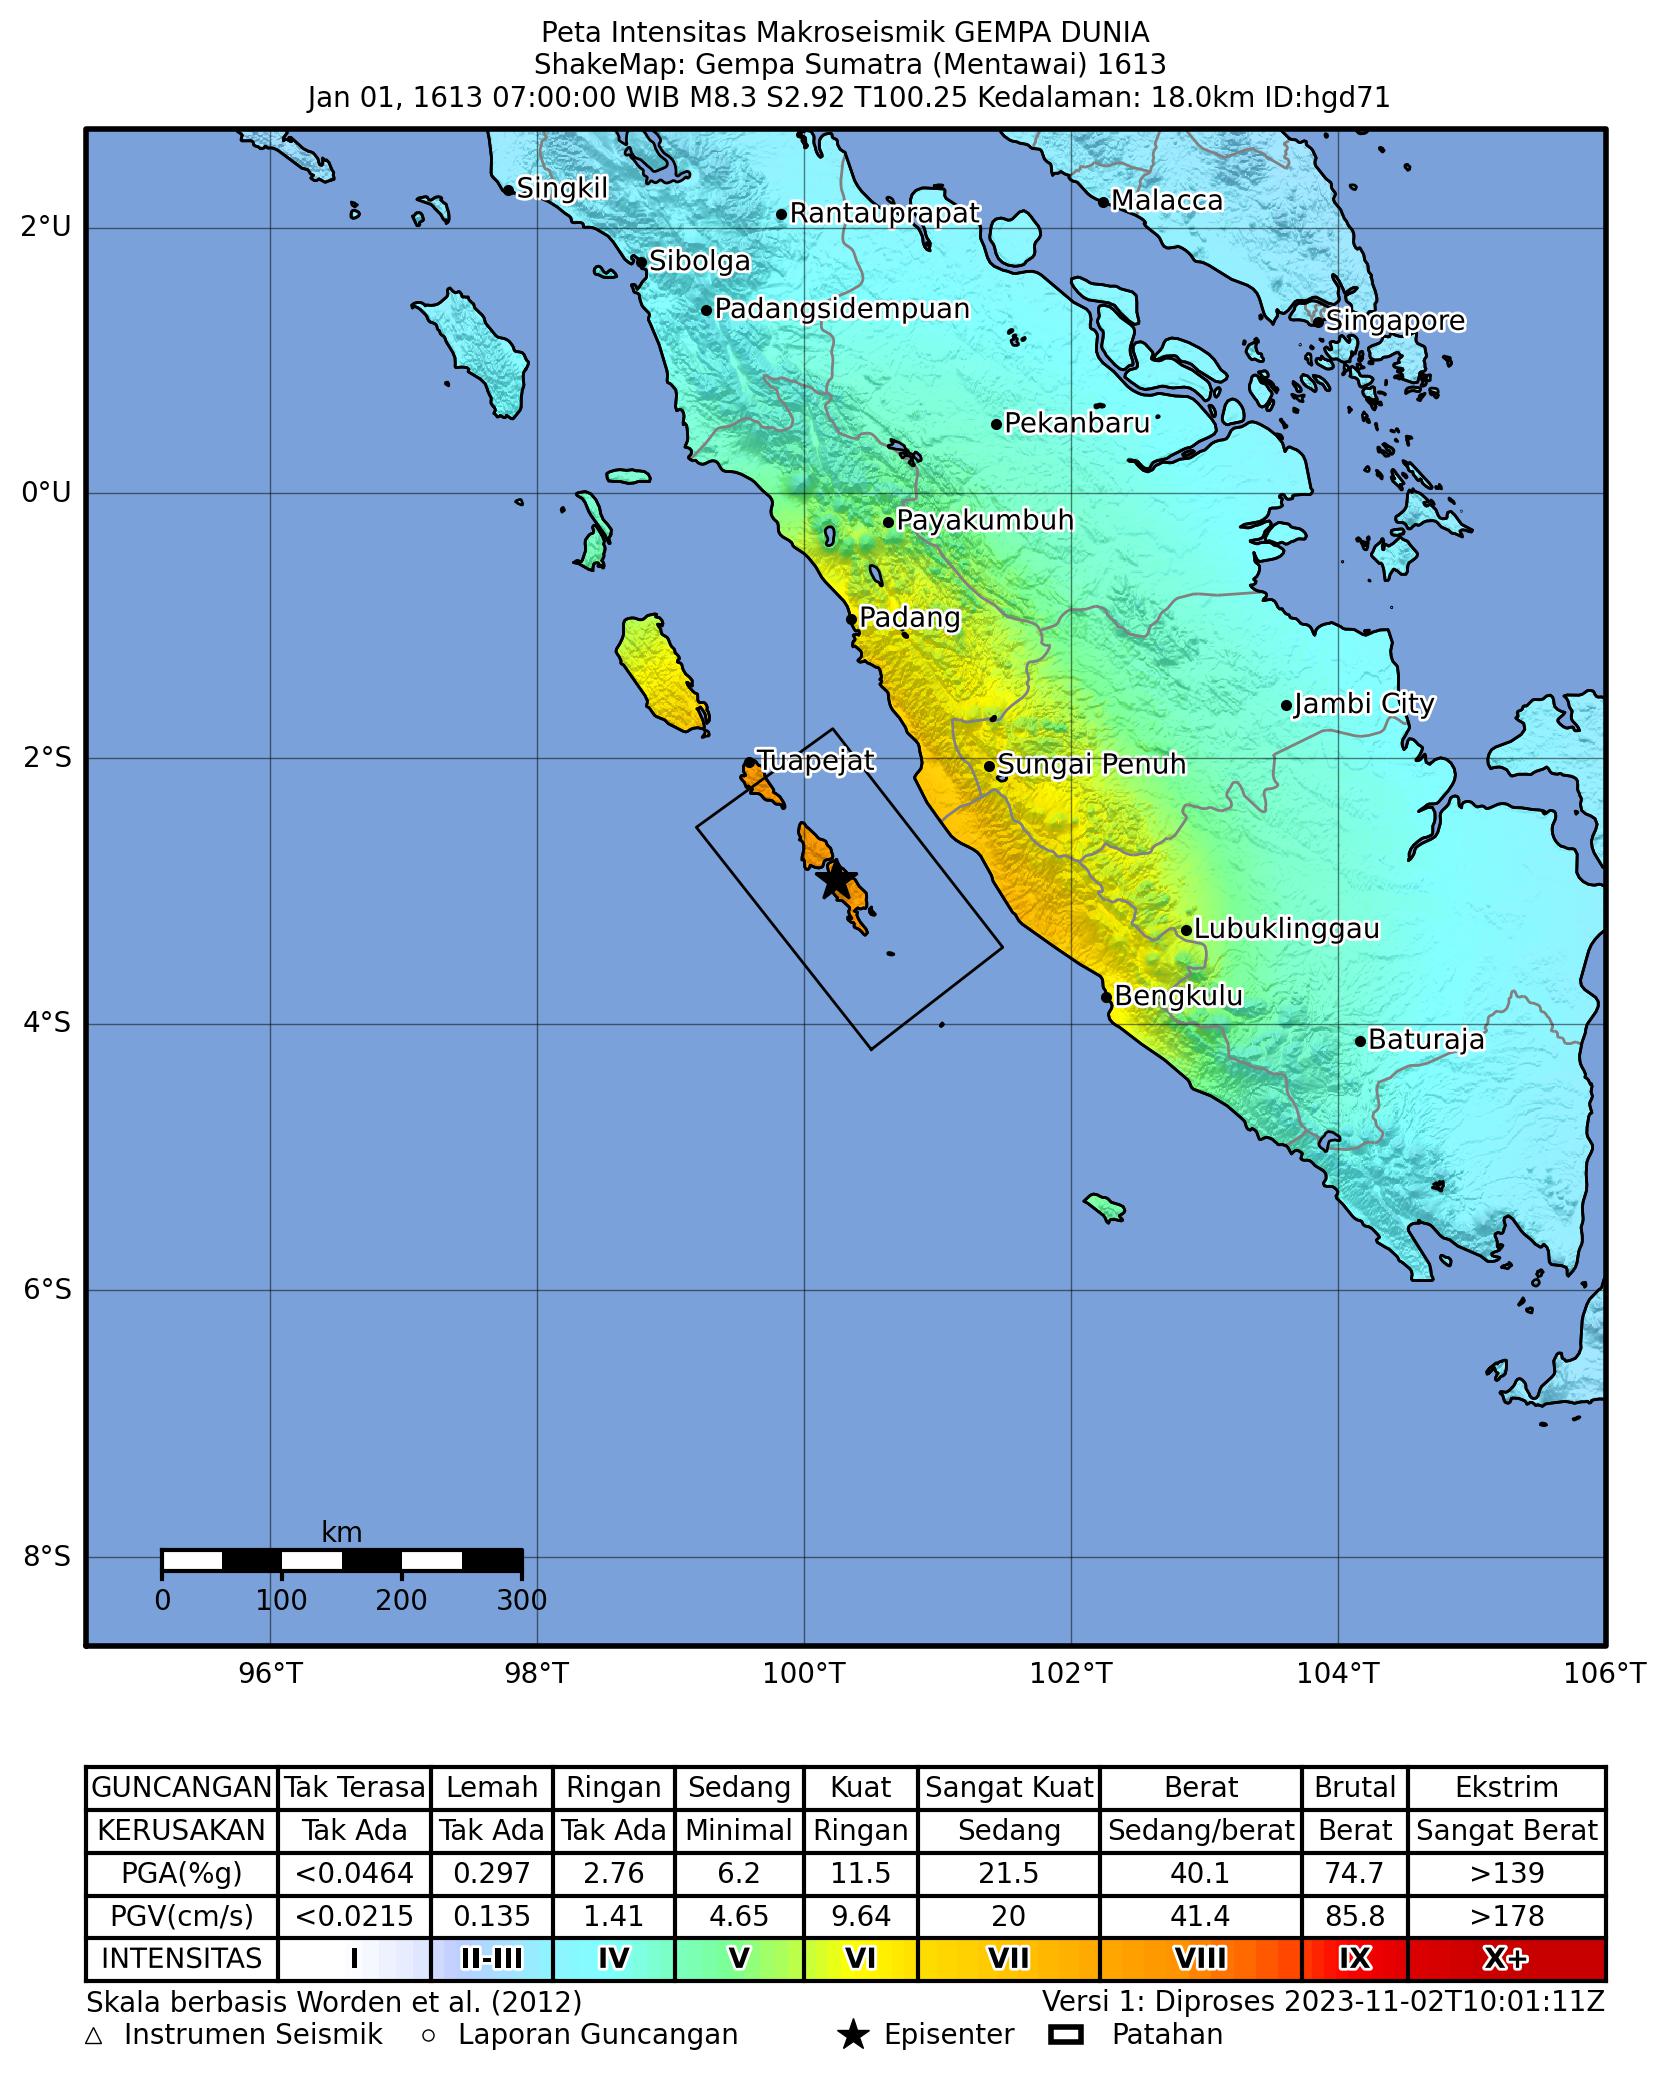 Peta Intensitas Makroseismik GEMPA DUNIA
ShakeMap: Gempa Sumatra (Mentawai) 1613
Jan 01, 1613 07:00:00 WIB M8.3 S2.92 T100.25 Kedalaman: 18.0km ID:hgd71
Singkil
Malacca
Rantauprapat
2°U
Sibolga
Padangsidempuan
Singapore
Pekanbaru
0°U
Payakumbuh
Padang
Jambi City
2°S
Tuapejat
Sungai Penuh
Lubuklinggau
Bengkulu
4°S
Baturaja
6°S
km
8°S
0 100 200 300
96°T 98°T 100°T 102°T 104°T 106°T
GUNCANGAN Tak Terasa Lemah Ringan Sedang Kuat Sangat Kuat Berat Brutal Ekstrim
KERUSAKAN Tak Ada Tak Ada Tak Ada Minimal Ringan Sedang Sedang/berat Berat Sangat Berat
PGA(%g) <0.0464 0.297 2.76 6.2 11.5 21.5 40.1 74.7 >139
PGV(cm/s) <0.0215 0.135 1.41 4.65 9.64 20 41.4 85.8 >178
INTENSITAS I II-III IV V VI VII VIII IX X+
Skala berbasis Worden et al. (2012) Versi 1: Diproses 2023-11-02T10:01:11Z
Instrumen Seismik Laporan Guncangan Episenter Patahan